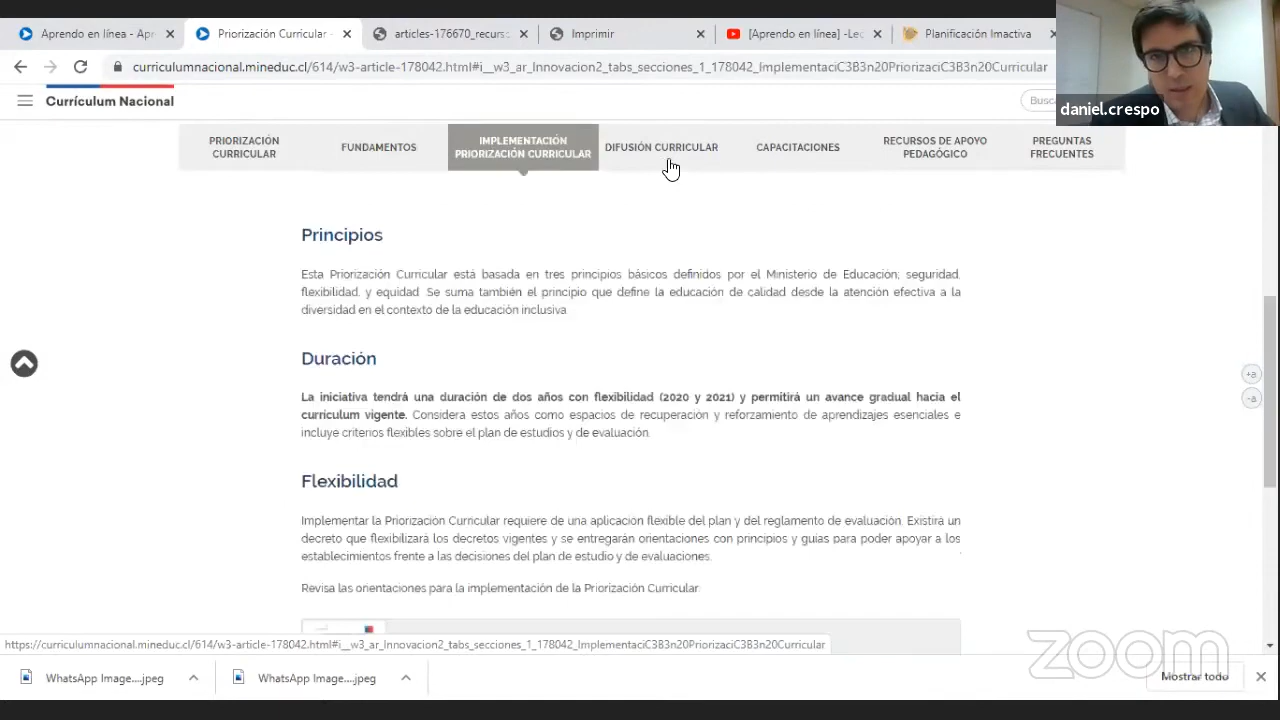 Aprendo en línea - Apr
Priorización Curricular -
articles-176670_recurs
Imprimir
[Aprendo en línea] -Lec
Planificación Imactiva
curriculumnacional.mineduc.cl/614/w3-article-178042.html#i__w3_ar_Innovacion2_tabs_secciones_1_178042_ImplementaciC3B3n20PriorizaciC3B3n20Curricular
Currículum Nacional
Busca
daniel.crespo
PRIORIZACIÓN
CURRICULAR
FUNDAMENTOS
IMPLEMENTACIÓN
PRIORIZACIÓN CURRICULAR
DIFUSIÓN CURRICULAR
CAPACITACIONES
RECURSOS DE APOYO
PEDAGÓGICO
PREGUNTAS
FRECUENTES
Principios
Esta Priorización Curricular está basada en tres principios básicos definidos por el Ministerio de Educación; seguridad,
flexibilidad, y equidad. Se suma también el principio que define la educación de calidad desde la atención efectiva a la
diversidad en el contexto de la educación inclusiva.
Duración
La iniciativa tendrá una duración de dos años con flexibilidad (2020 y 2021) y permitirá un avance gradual hacia el
currículum vigente. Considera estos años como espacios de recuperación y reforzamiento de aprendizajes esenciales e
incluye criterios flexibles sobre el plan de estudios y de evaluación.
+a
-a
Flexibilidad
Implementar la Priorización Curricular requiere de una aplicación flexible del plan y del reglamento de evaluación. Existirá un
decreto que flexibilizará los decretos vigentes y se entregarán orientaciones con principios y guías para poder apoyar a los
establecimientos frente a las decisiones del plan de estudio y de evaluaciones.
Revisa las orientaciones para la implementación de la Priorización Curricular.
https://curriculumnacional.mineduc.cl/614/w3-article-178042.html#i__w3_ar_Innovacion2_tabs_secciones_1_178042_ImplementaciC3B3n20PriorizaciC3B3n20Curricular
zoom
WhatsApp Image....jpeg
WhatsApp Image....jpeg
Mostrar todo